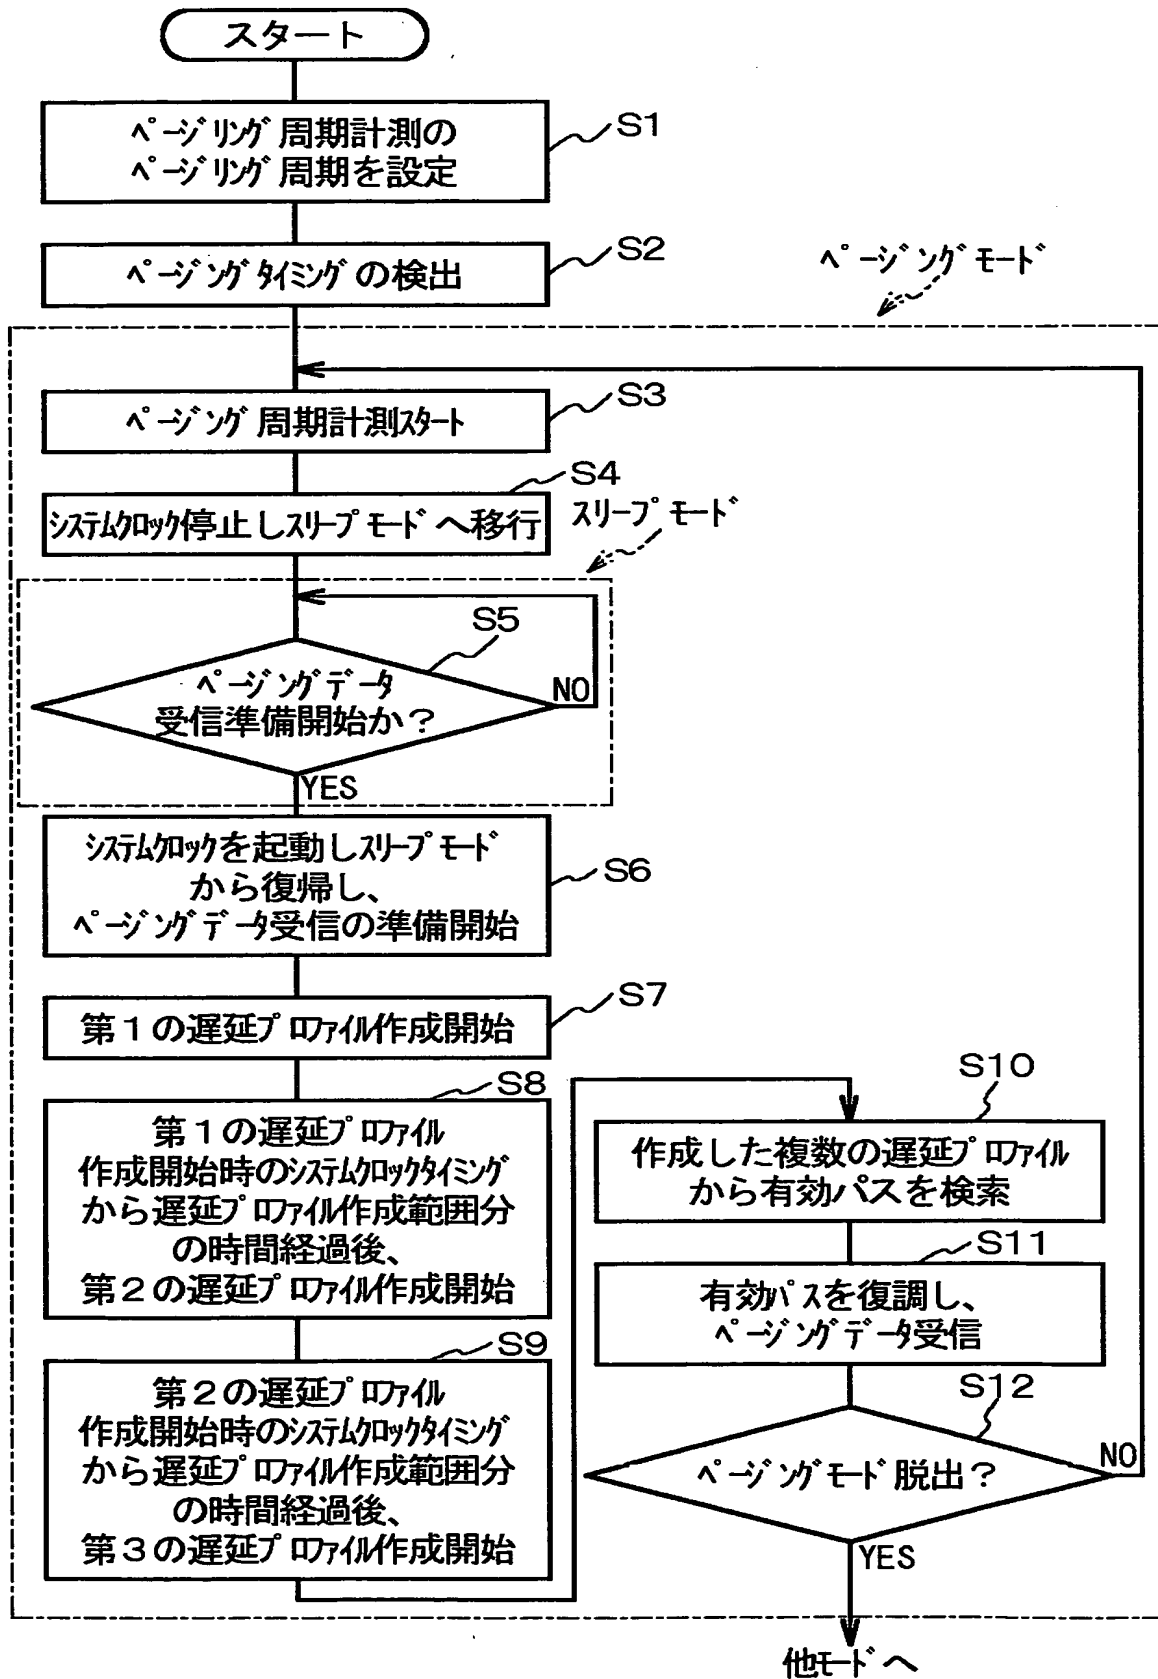 スタート
ページリング周期計測の
ページリング周期を設定
S1
ページングタイミングの検出
S2
ページングモード
ページング周期計測スタート
S3
S4
システムクロック停止しスリープモードへ移行
スリープモード
S5
ページングデータ
受信準備開始か？
NO
YES
システムクロックを起動しスリープモード
から復帰し、
ページングデータ受信の準備開始
S6
第１の遅延プロファイル作成開始
S7
S8
第１の遅延プロファイル
作成開始時のシステムクロックタイミング
から遅延プロファイル作成範囲分
の時間経過後、
第２の遅延プロファイル作成開始
S9
第２の遅延プロファイル
作成開始時のシステムクロックタイミング
から遅延プロファイル作成範囲分
の時間経過後、
第３の遅延プロファイル作成開始
S10
作成した複数の遅延プロファイル
から有効パスを検索
S11
有効パスを復調し、
ページングデータ受信
S12
ページングモード脱出？
NO
YES
他モードへ